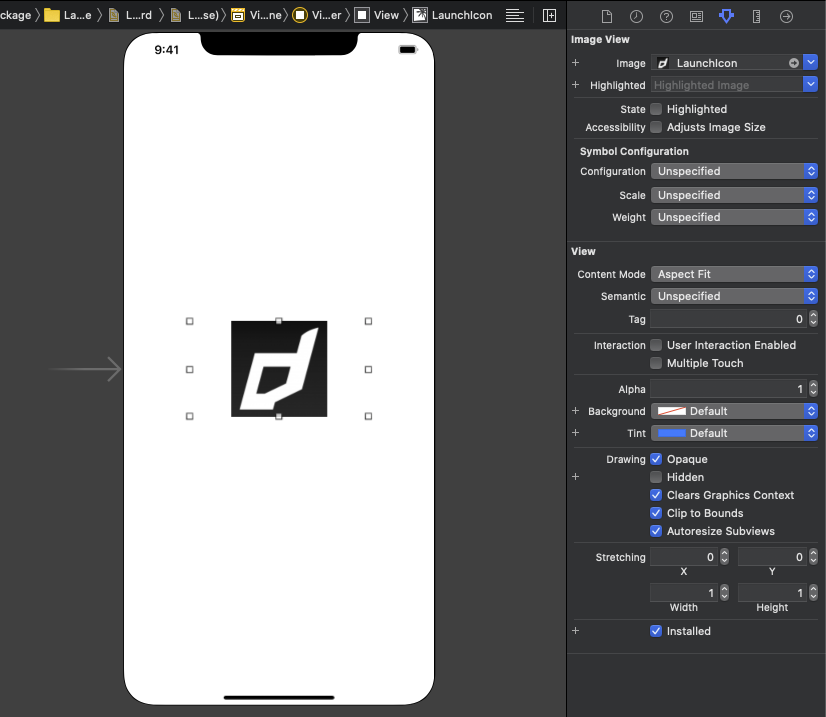 ckage La...e L...rd L...se) Vi...ne Vi...er View LaunchIcon
9:41
Image View
Image LaunchIcon
Highlighted Highlighted Image
State Highlighted
Accessibility Adjusts Image Size
Symbol Configuration
Configuration Unspecified
Scale Unspecified
Weight Unspecified
View
Content Mode Aspect Fit
Semantic Unspecified
Tag 0
Interaction User Interaction Enabled
Multiple Touch
Alpha 1
Background Default
Tint Default
Drawing Opaque
Hidden
Clears Graphics Context
Clip to Bounds
Autoresize Subviews
Stretching 0 0
X Y
1 1
Width Height
Installed